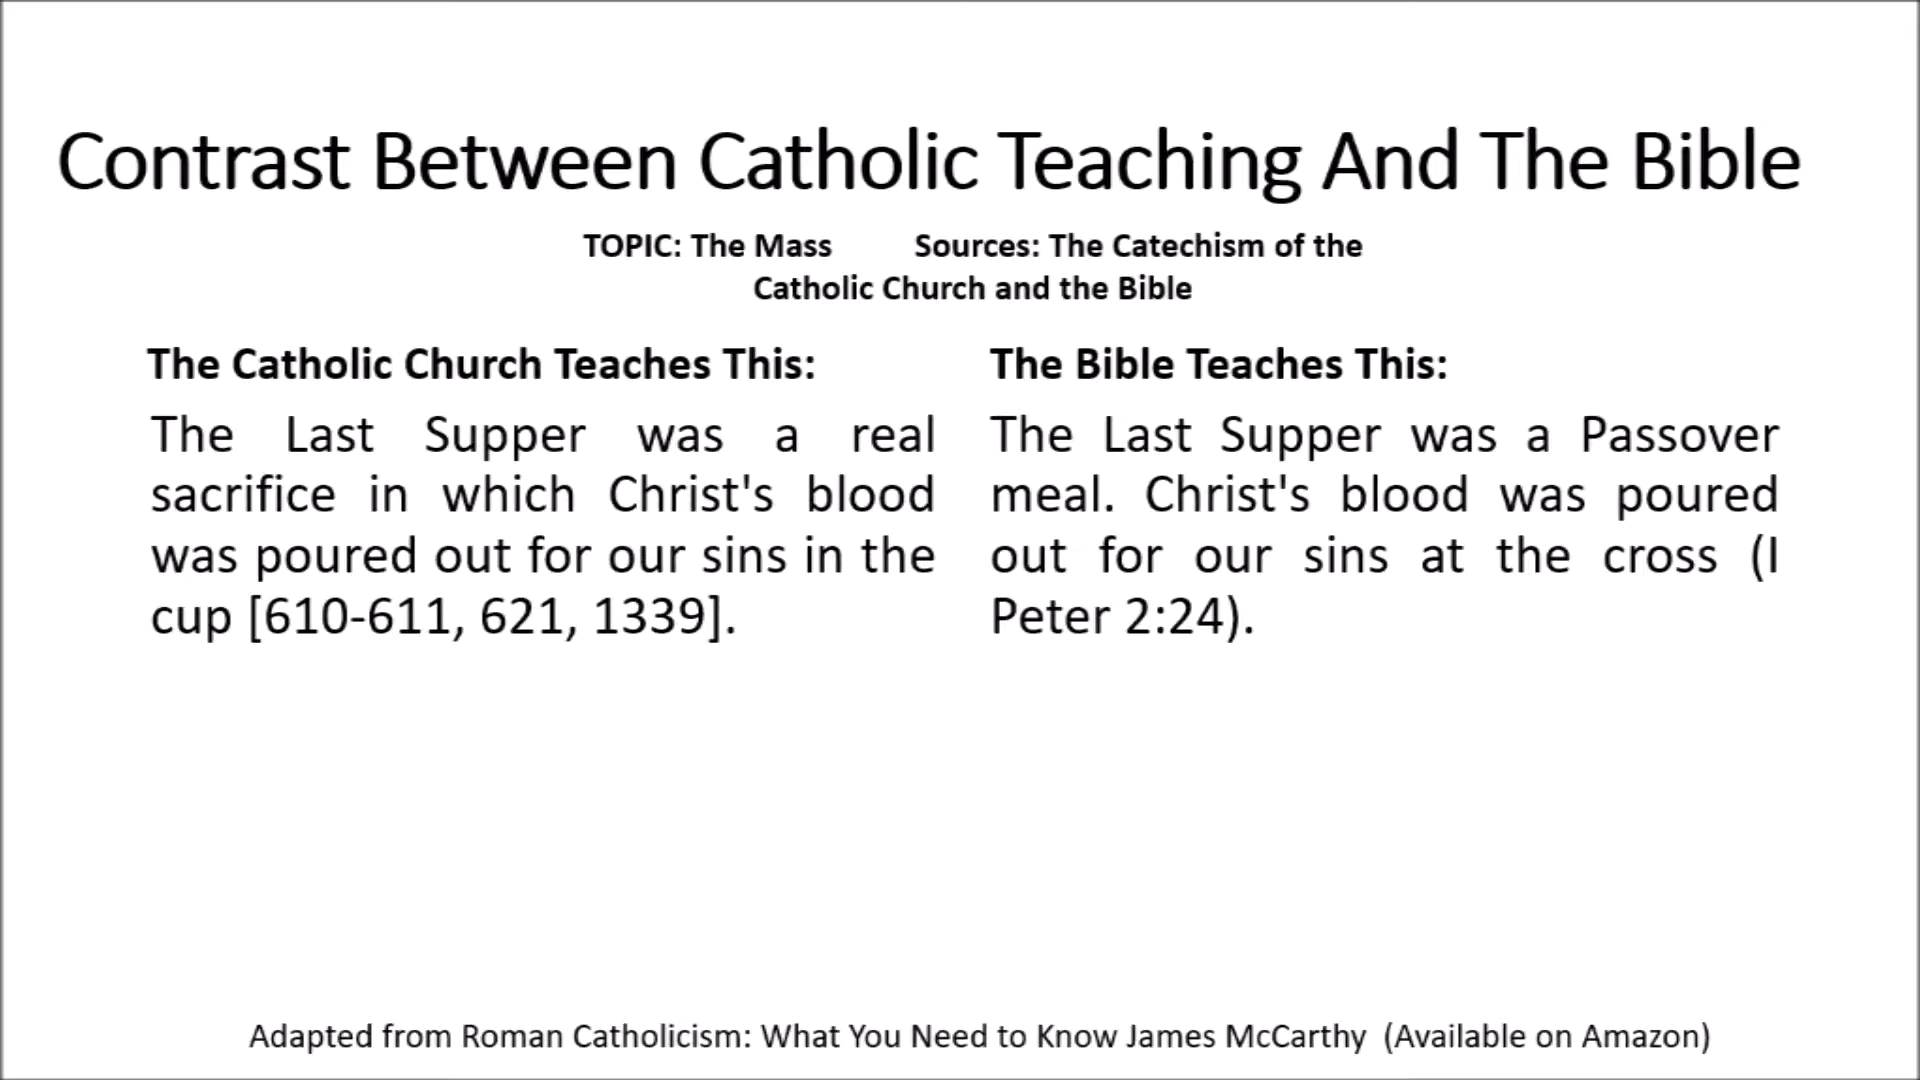 Contrast Between Catholic Teaching And The Bible
TOPIC: The Mass Sources: The Catechism of the
Catholic Church and the Bible
The Catholic Church Teaches This:
The Last Supper was a real
sacrifice in which Christ's blood
was poured out for our sins in the
cup [610-611, 621, 1339].
The Bible Teaches This:
The Last Supper was a Passover
meal. Christ's blood was poured
out for our sins at the cross (I
Peter 2:24).
Adapted from Roman Catholicism: What You Need to Know James McCarthy (Available on Amazon)